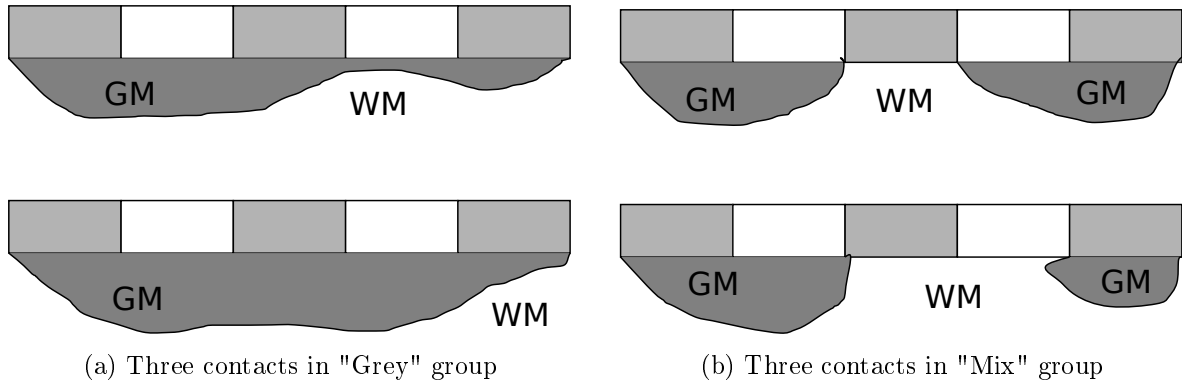 GM WM
GM WM GM
GM WM
GM WM GM
(a) Three contacts in "Grey" group
(b) Three contacts in "Mix" group